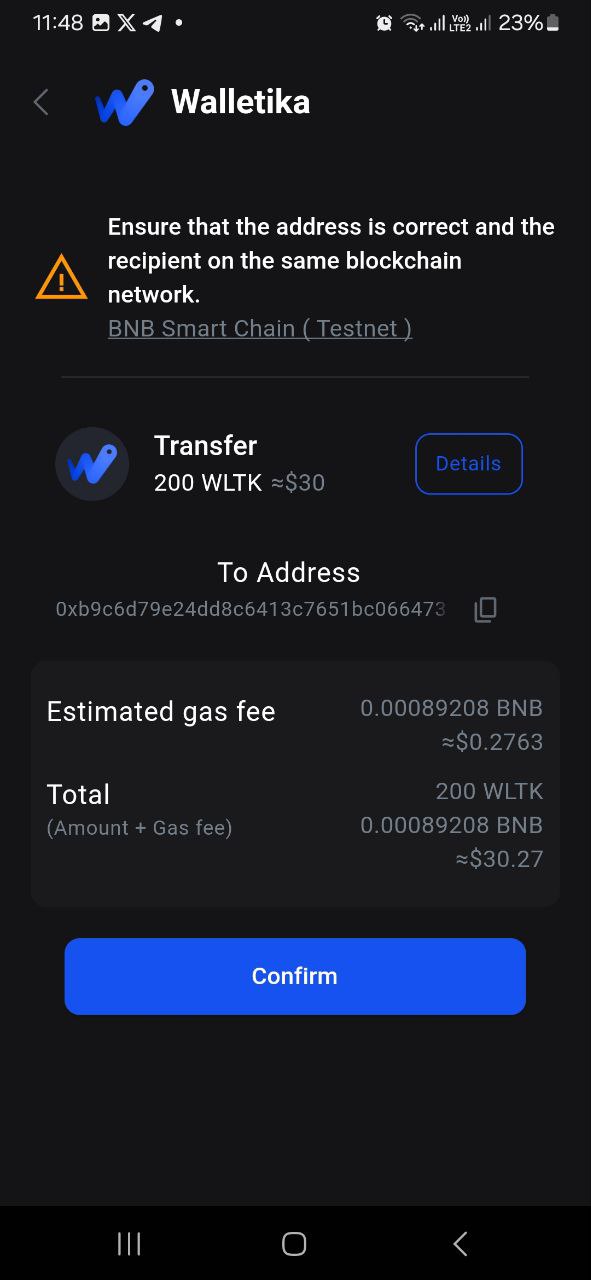 11:48 23%
Vo))
LTE2
Walletika
Ensure that the address is correct and the
recipient on the same blockchain
network.
BNB Smart Chain ( Testnet )
Transfer
200 WLTK ≈$30
Details
To Address
0xb9c6d79e24dd8c6413c7651bc066473
Estimated gas fee
0.00089208 BNB
≈$0.2763
Total
200 WLTK
(Amount + Gas fee)
0.00089208 BNB
≈$30.27
Confirm